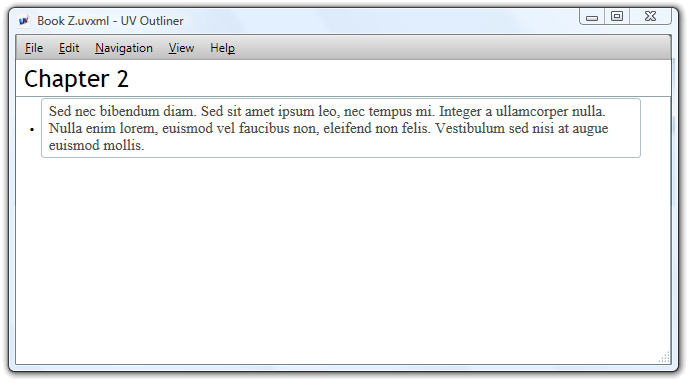 Book Z.uvxml - UV Outliner
File Edit Navigation View Help
Chapter 2
Sed nec bibendum diam. Sed sit amet ipsum leo, nec tempus mi. Integer a ullamcorper nulla.
Nulla enim lorem, euismod vel faucibus non, eleifend non felis. Vestibulum sed nisi at augue
euismod mollis.